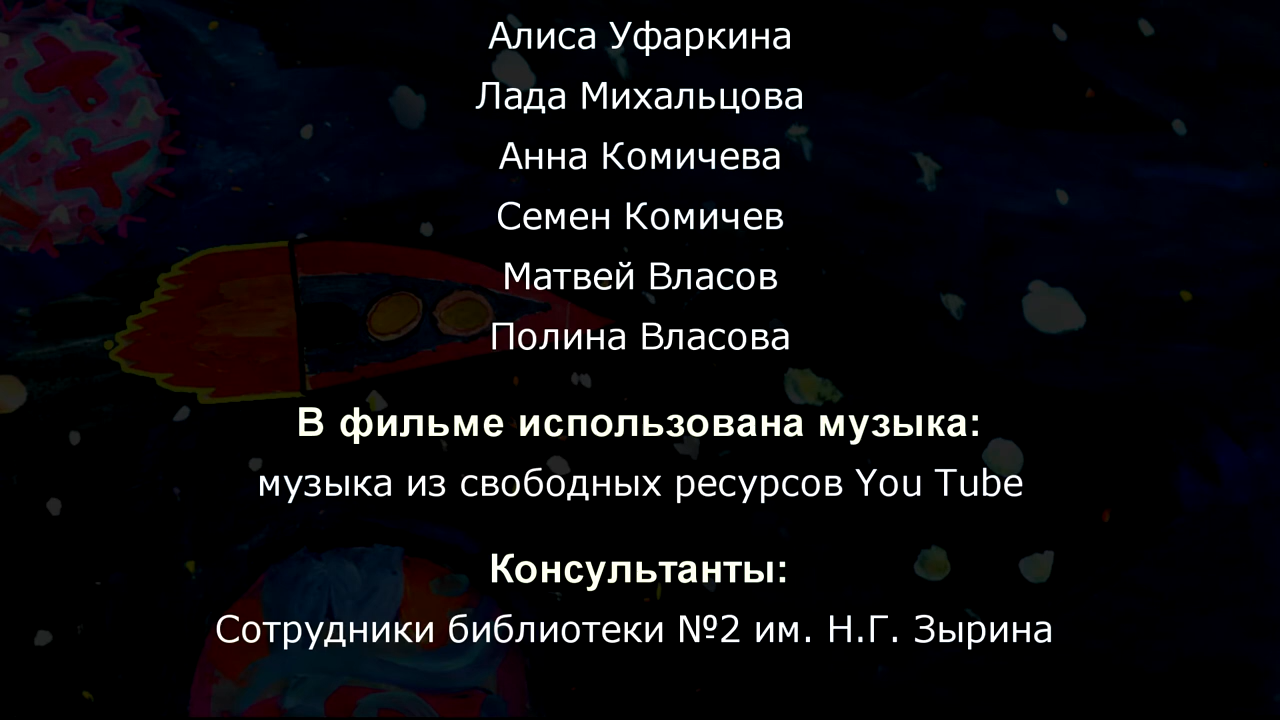 Алиса Уфаркина
Лада Михальцова
Анна Комичева
Семен Комичев
Матвей Власов
Полина Власова
В фильме использована музыка:
музыка из свободных ресурсов You Tube
Консультанты:
Сотрудники библиотеки №2 им. Н.Г. Зырина